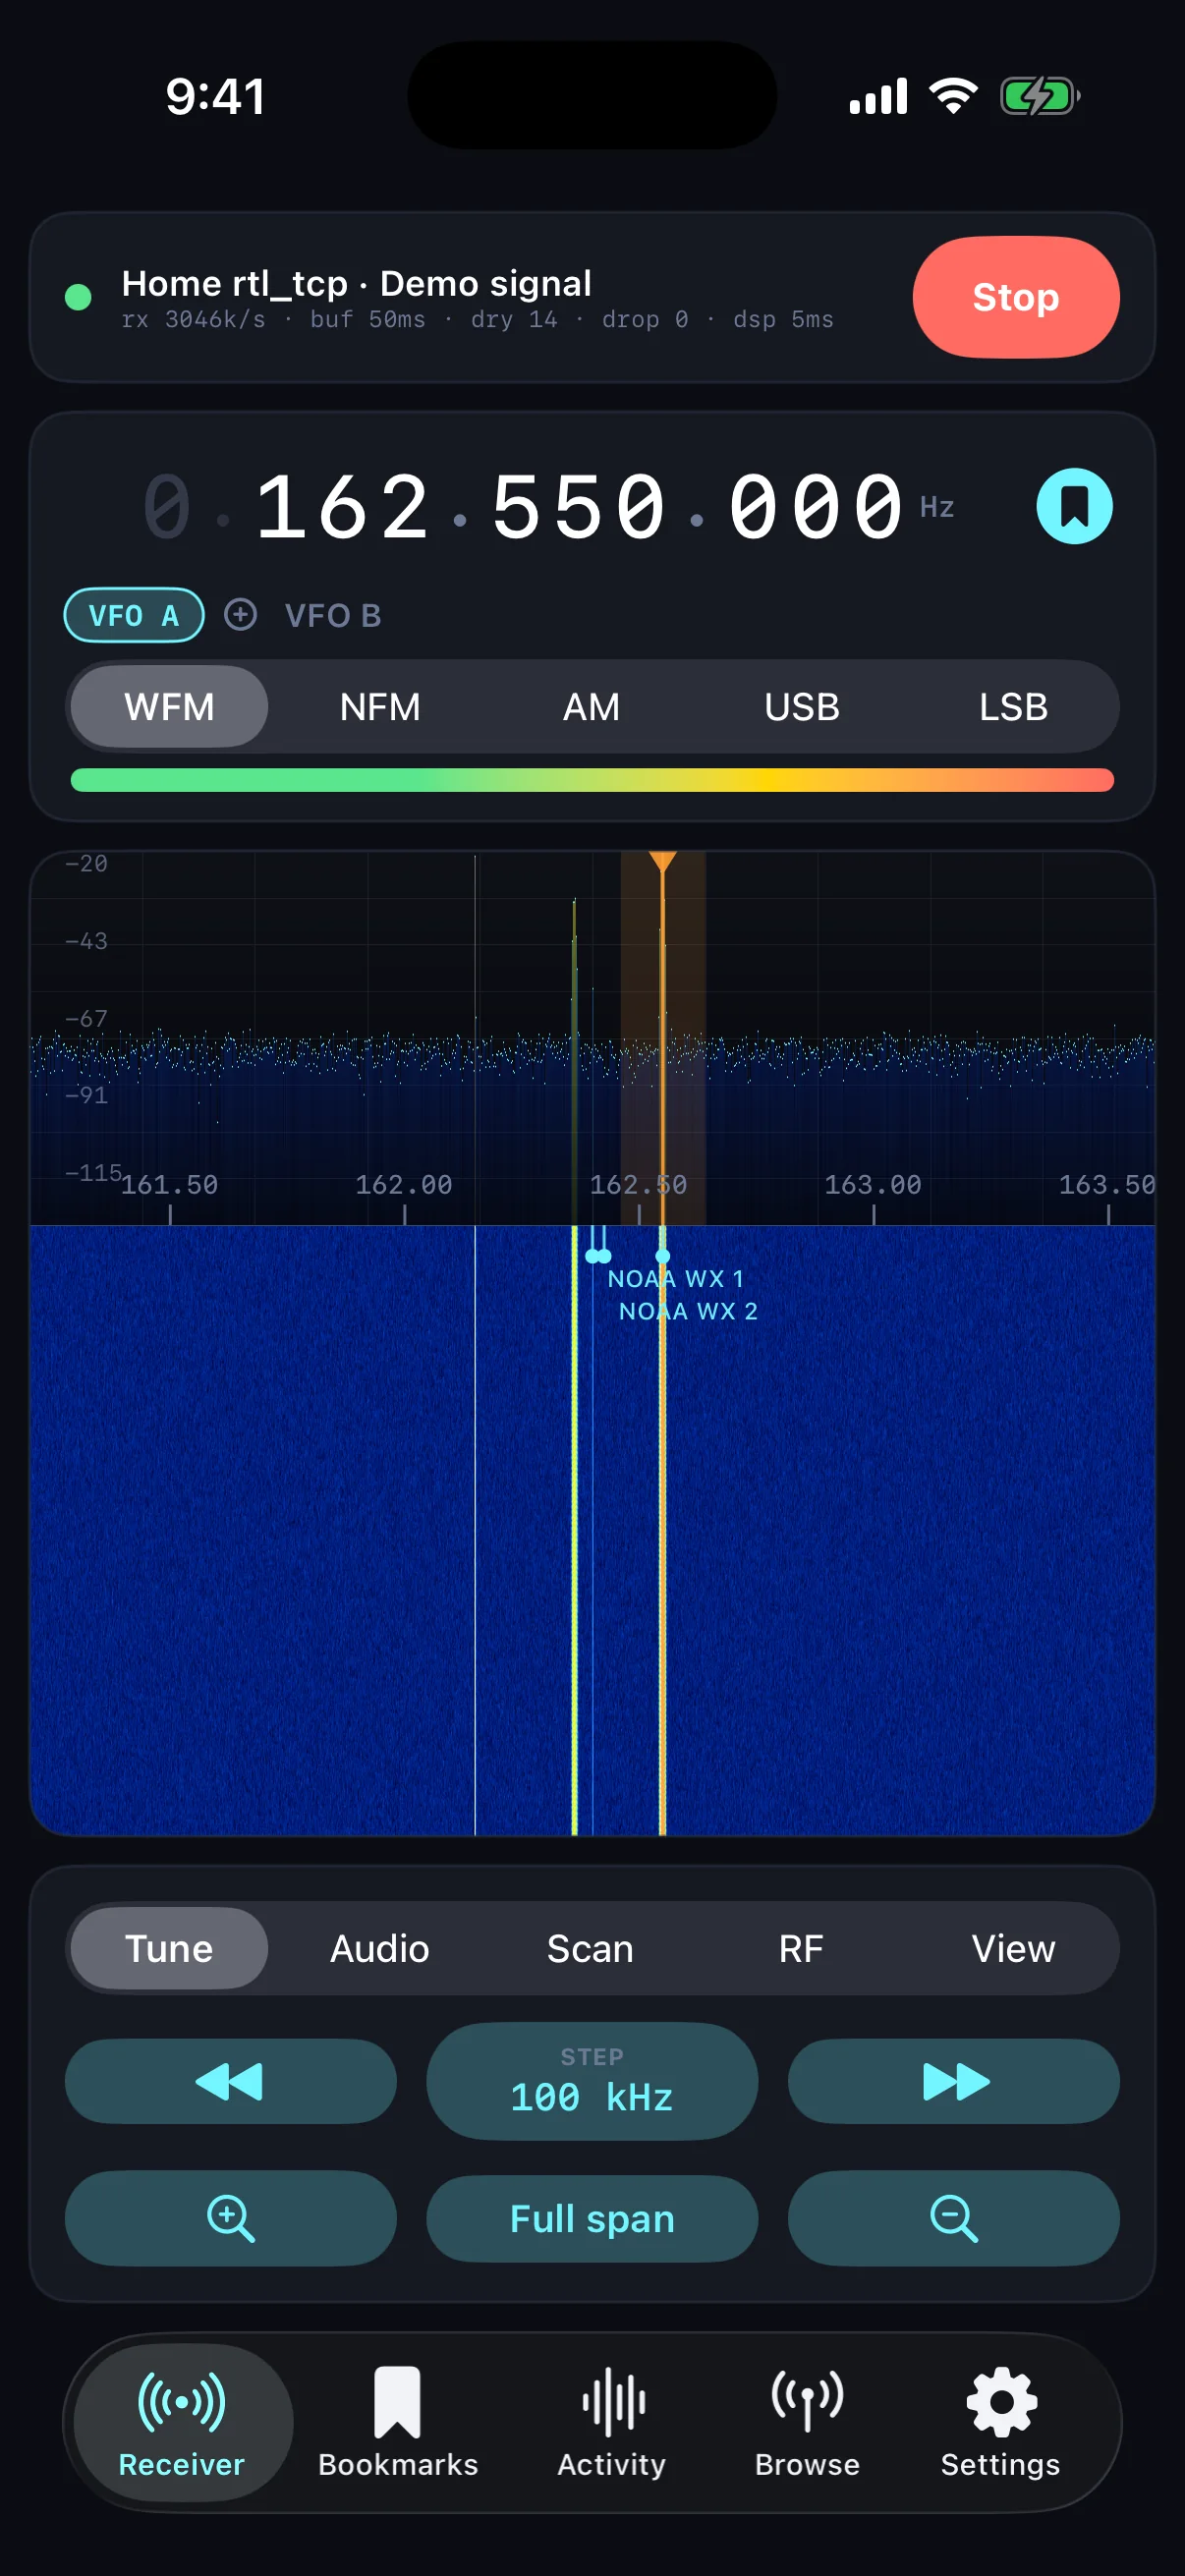 9:41
Home rtl_tcp · Demo signal
rx 3046k/s · buf 50ms · dry 14 · drop 0 · dsp 5ms
Stop
0.162.550.000 Hz
VFO A VFO B
WFM NFM AM USB LSB
−20
−43
−67
−91
−115
161.50 162.00 162.50 163.00 163.50
NOAA WX 1
NOAA WX 2
Tune Audio Scan RF View
STEP
100 kHz
Full span
Receiver Bookmarks Activity Browse Settings